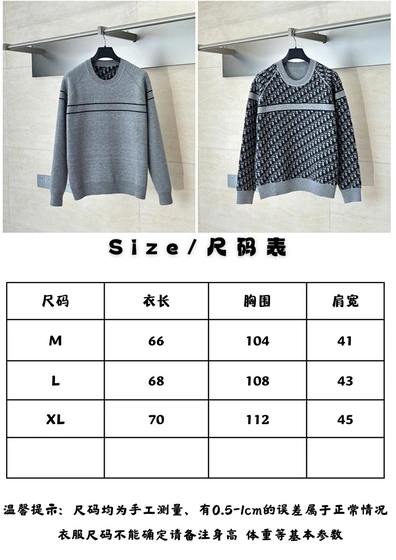 Size/尺码表
尺码 衣长 胸围 肩宽
M 66 104 41
L 68 108 43
XL 70 112 45
温馨提示：尺码均为手工测量、有0.5-1cm的误差属于正常情况
衣服尺码不能确定请备注身高 体重等基本参数